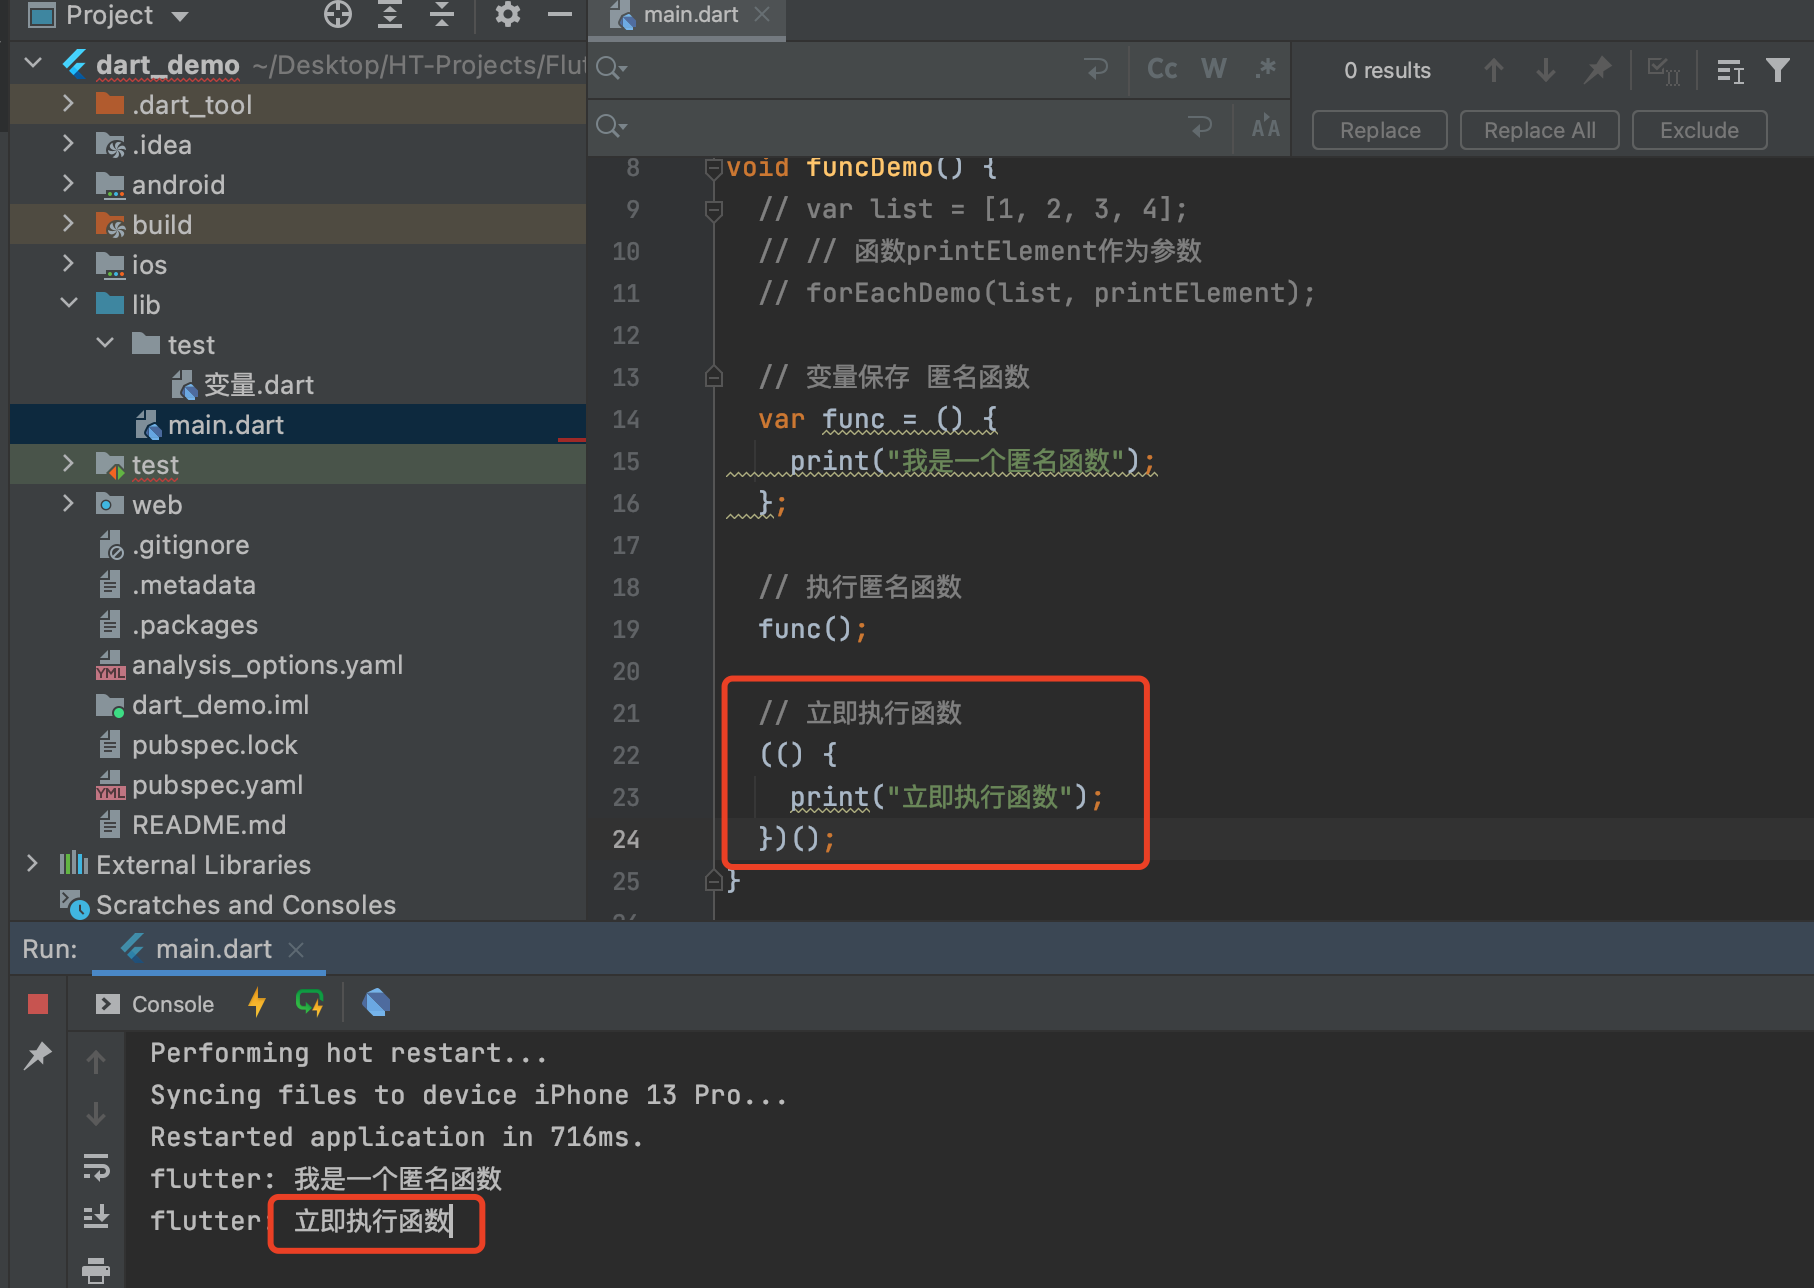 Project
dart_demo ~/Desktop/HT-Projects/Flut
.dart_tool
.idea
android
build
ios
lib
test
变量.dart
main.dart
test
web
.gitignore
.metadata
.packages
YML analysis_options.yaml
dart_demo.iml
pubspec.lock
YML pubspec.yaml
README.md
External Libraries
Scratches and Consoles
main.dart
Cc W .*
0 results
Replace Replace All Exclude
8 void funcDemo() {
9 // var list = [1, 2, 3, 4];
10 // // 函数printElement作为参数
11 // forEachDemo(list, printElement);
12
13 // 变量保存 匿名函数
14 var func = () {
15 print("我是一个匿名函数");
16 };
17
18 // 执行匿名函数
19 func();
20
21 // 立即执行函数
22 (() {
23 print("立即执行函数");
24 })();
25 }
Run: main.dart
Console
Performing hot restart...
Syncing files to device iPhone 13 Pro...
Restarted application in 716ms.
flutter: 我是一个匿名函数
flutter: 立即执行函数